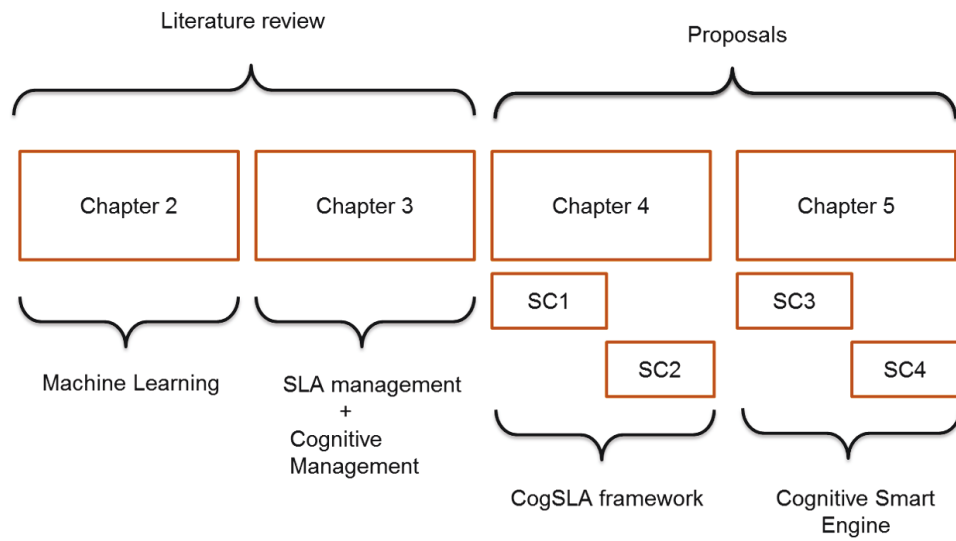 Literature review
Proposals
Chapter 2
Chapter 3
Chapter 4
Chapter 5
SC1
SC3
SC2
SC4
Machine Learning
SLA management
+
Cognitive
Management
CogSLA framework
Cognitive Smart
Engine